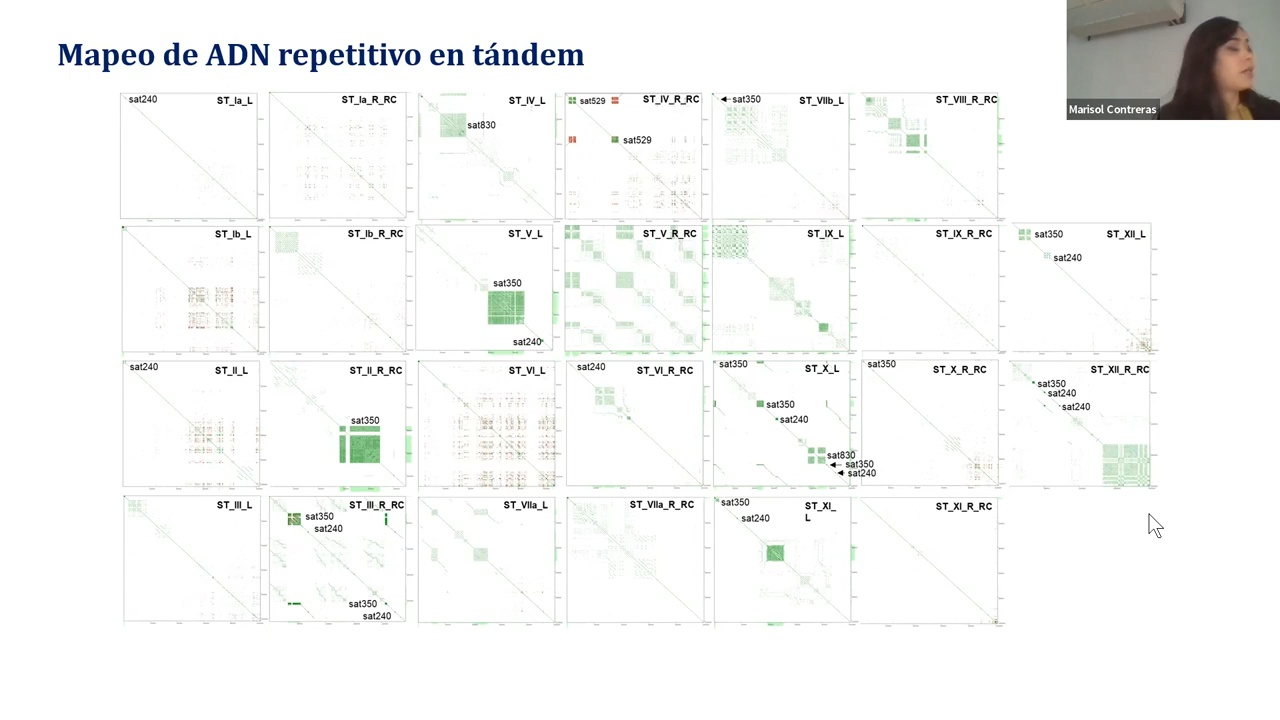 Mapeo de ADN repetitivo en tándem
Marisol Contreras
sat240
ST_Ia_L
ST_Ia_R_RC
ST_IV_L
sat830
sat529
ST_IV_R_RC
sat529
sat350
ST_VIIb_L
ST_VIII_R_RC
ST_Ib_L
ST_Ib_R_RC
ST_V_L
sat350
sat240
ST_V_R_RC
ST_IX_L
ST_IX_R_RC
sat350
ST_XII_L
sat240
sat240
ST_II_L
ST_II_R_RC
sat350
ST_VI_L
sat240
ST_VI_R_RC
sat350
ST_X_L
sat350
sat240
sat830
sat350
sat240
sat350
ST_X_R_RC
ST_XII_R_RC
sat350
sat240
sat240
ST_III_L
ST_III_R_RC
sat350
sat240
sat350
sat240
ST_VIIa_L
ST_VIIa_R_RC
sat350
ST_XI_
L
sat240
ST_XI_R_RC